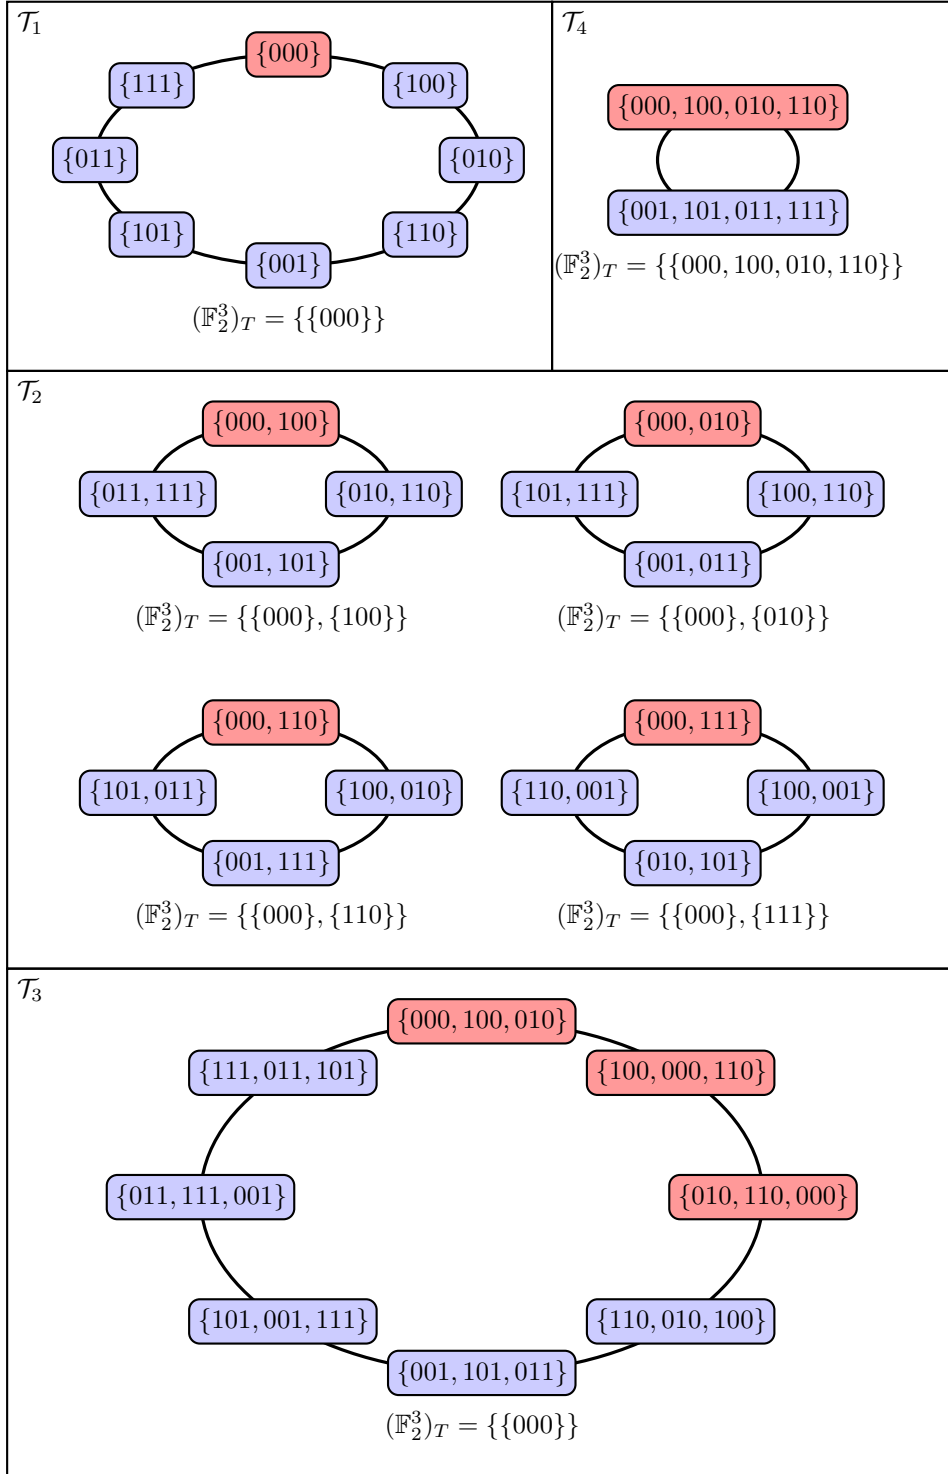 𝒯₁
{000}
{111}
{100}
{011}
{010}
{101}
{110}
{001}
(𝔽₂³)_T = {{000}}
𝒯₄
{000, 100, 010, 110}
{001, 101, 011, 111}
(𝔽₂³)_T = {{000, 100, 010, 110}}
𝒯₂
{000, 100}
{011, 111}
{010, 110}
{001, 101}
(𝔽₂³)_T = {{000}, {100}}
{000, 010}
{101, 111}
{100, 110}
{001, 011}
(𝔽₂³)_T = {{000}, {010}}
{000, 110}
{101, 011}
{100, 010}
{001, 111}
(𝔽₂³)_T = {{000}, {110}}
{000, 111}
{110, 001}
{100, 001}
{010, 101}
(𝔽₂³)_T = {{000}, {111}}
𝒯₃
{000, 100, 010}
{111, 011, 101}
{100, 000, 110}
{011, 111, 001}
{010, 110, 000}
{101, 001, 111}
{110, 010, 100}
{001, 101, 011}
(𝔽₂³)_T = {{000}}